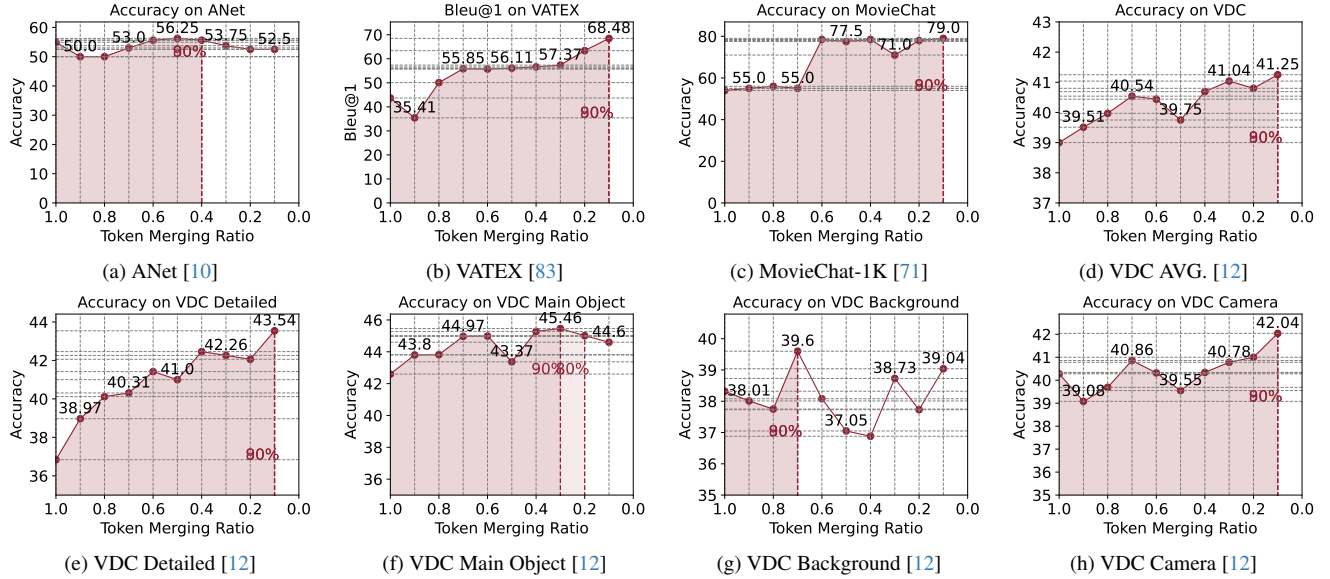 Accuracy on ANet
Accuracy
60
50
40
30
20
10
0
50.0
53.0
56.25
53.75
52.5
90%
1.0 0.8 0.6 0.4 0.2 0.0
Token Merging Ratio
(a) ANet [10]
Bleu@1 on VATEX
Bleu@1
70
60
50
40
30
20
10
0
35.41
55.85
56.11
57.37
68.48
90%
1.0 0.8 0.6 0.4 0.2 0.0
Token Merging Ratio
(b) VATEX [83]
Accuracy on MovieChat
Accuracy
80
60
40
20
0
55.0
55.0
77.5
71.0
79.0
90%
1.0 0.8 0.6 0.4 0.2 0.0
Token Merging Ratio
(c) MovieChat-1K [71]
Accuracy on VDC
Accuracy
43
42
41
40
39
38
37
39.51
40.54
39.75
41.04
41.25
90%
1.0 0.8 0.6 0.4 0.2 0.0
Token Merging Ratio
(d) VDC AVG. [12]
Accuracy on VDC Detailed
Accuracy
44
42
40
38
36
38.97
40.31
41.0
42.26
43.54
90%
1.0 0.8 0.6 0.4 0.2 0.0
Token Merging Ratio
(e) VDC Detailed [12]
Accuracy on VDC Main Object
Accuracy
46
44
42
40
38
36
43.8
44.97
43.37
45.46
44.6
90%
80%
1.0 0.8 0.6 0.4 0.2 0.0
Token Merging Ratio
(f) VDC Main Object [12]
Accuracy on VDC Background
Accuracy
40
39
38
37
36
35
38.01
39.6
37.05
38.73
39.04
90%
1.0 0.8 0.6 0.4 0.2 0.0
Token Merging Ratio
(g) VDC Background [12]
Accuracy on VDC Camera
Accuracy
42
41
40
39
38
37
36
35
39.08
40.86
39.55
40.78
42.04
90%
1.0 0.8 0.6 0.4 0.2 0.0
Token Merging Ratio
(h) VDC Camera [12]